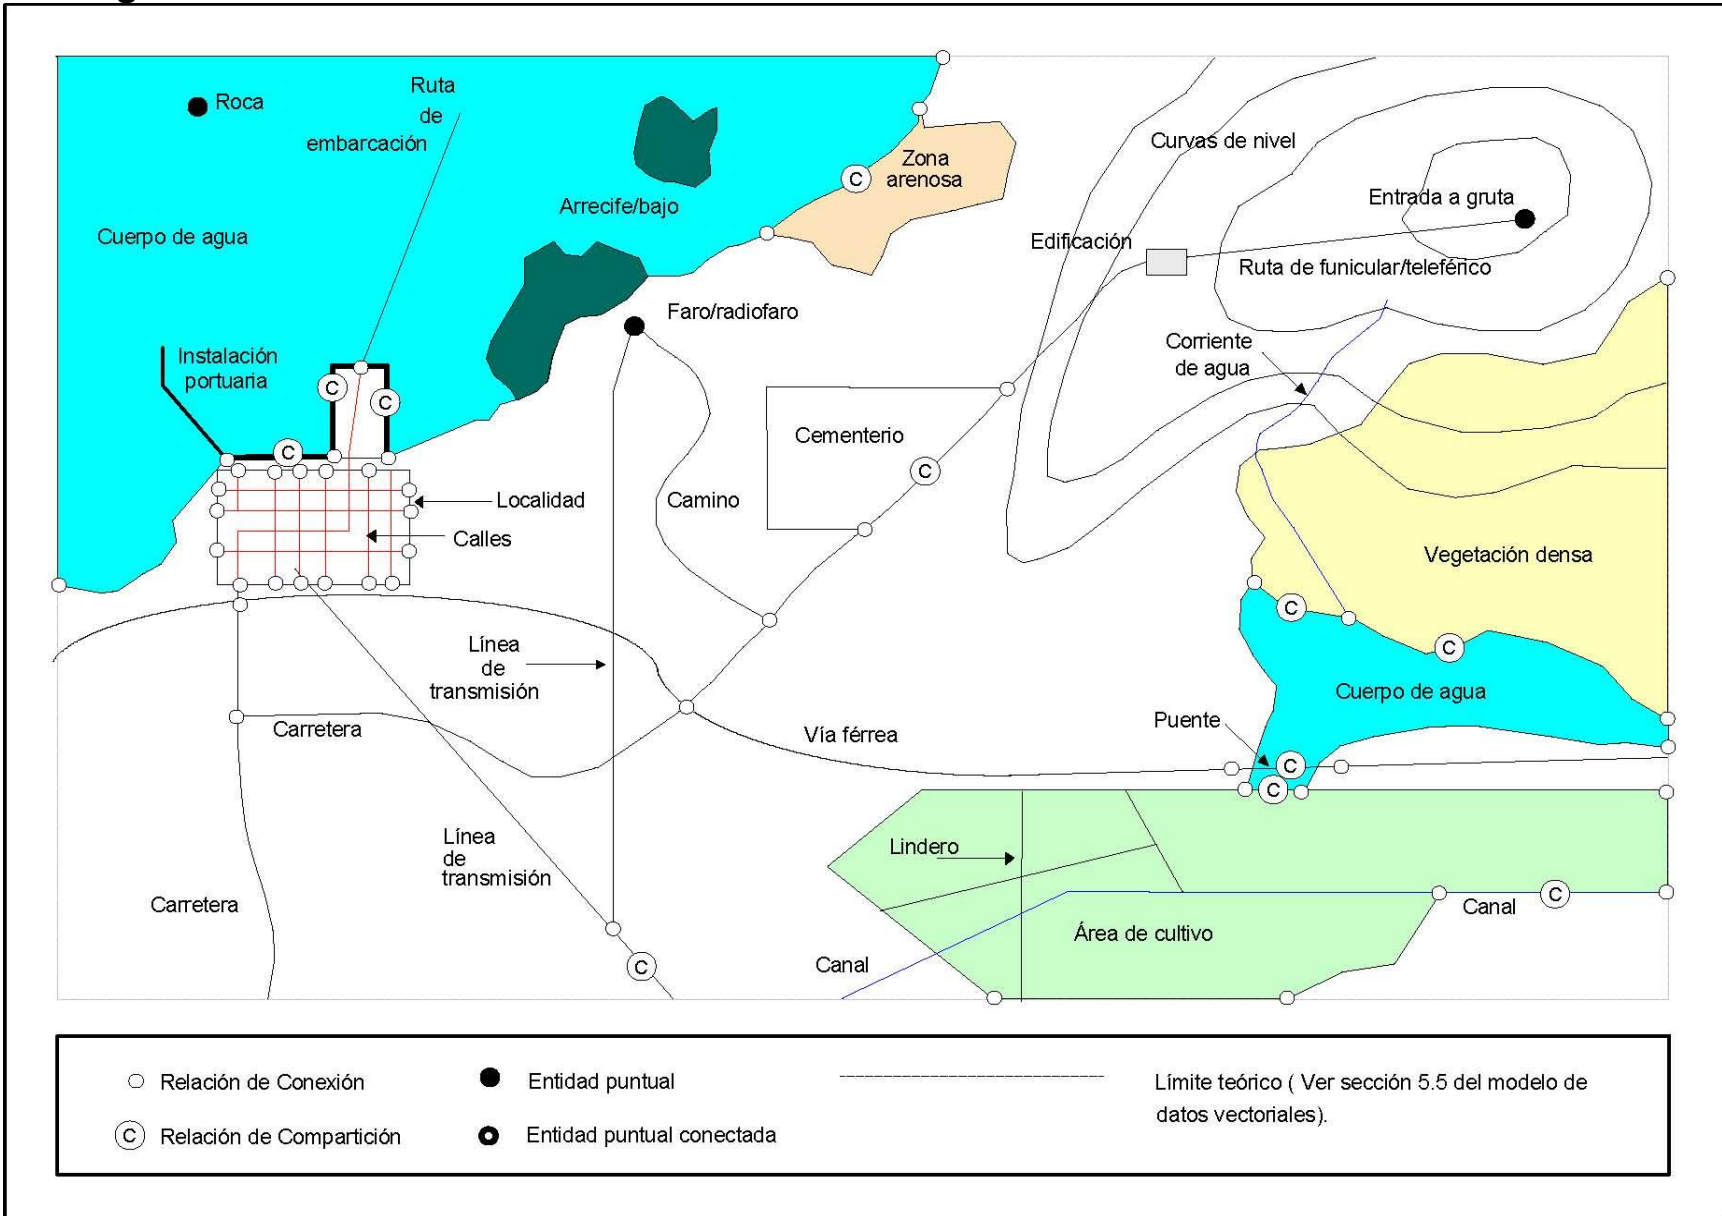 Roca
Ruta
de
embarcación
Arrecife/bajo
Cuerpo de agua
Zona
arenosa
C
Curvas de nivel
Entrada a gruta
Edificación
Ruta de funicular/teleférico
Faro/radiofaro
Instalación
portuaria
C
C
C
Corriente
de agua
Cementerio
C
Camino
Localidad
Calles
Vegetación densa
C
C
Cuerpo de agua
Línea
de
transmisión
Carretera
Vía férrea
Puente
C
C
Línea
de
transmisión
Lindero
Carretera
Canal
C
Área de cultivo
Canal
C
Relación de Conexión
Entidad puntual
Límite teórico ( Ver sección 5.5 del modelo de
datos vectoriales).
C
Relación de Compartición
Entidad puntual conectada